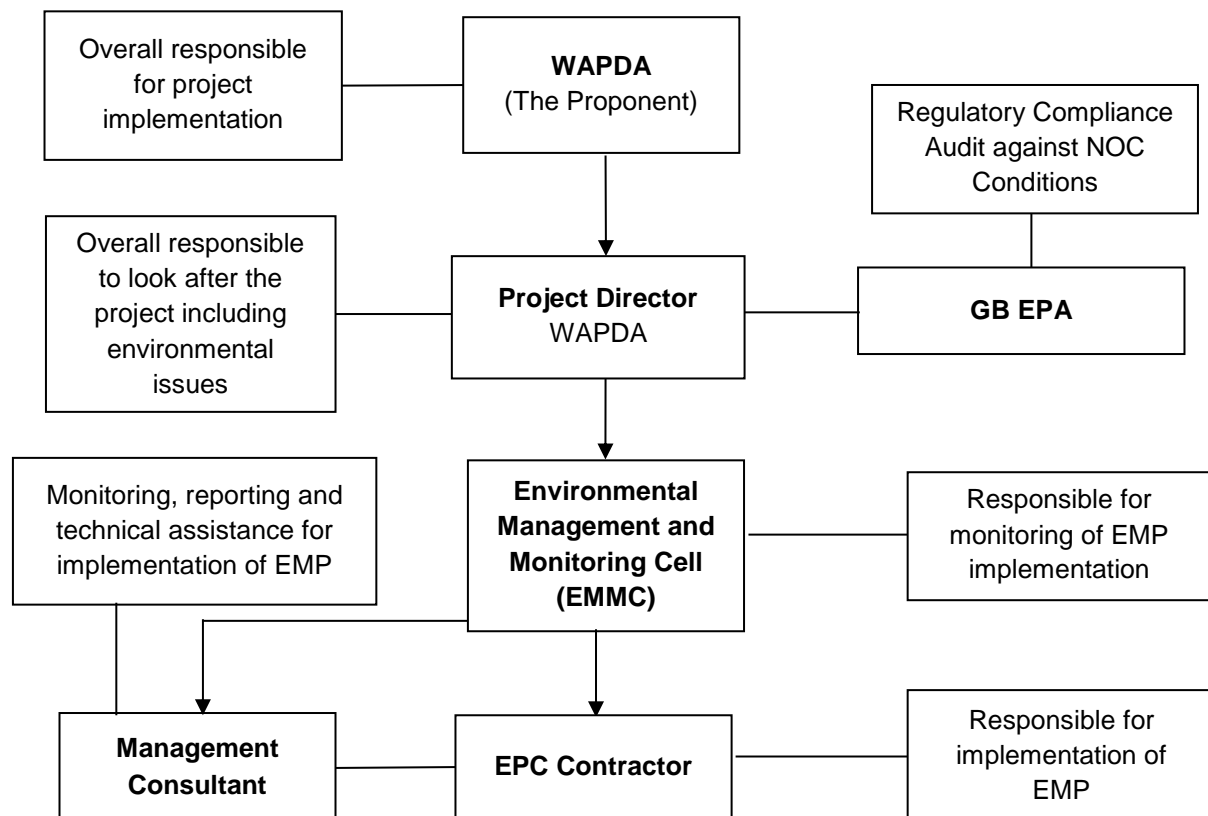 Overall responsible
for project
implementation
WAPDA
(The Proponent)
Regulatory Compliance
Audit against NOC
Conditions
Overall responsible
to look after the
project including
environmental
issues
Project Director
WAPDA
GB EPA
Monitoring, reporting and
technical assistance for
implementation of EMP
Environmental
Management and
Monitoring Cell
(EMMC)
Responsible for
monitoring of EMP
implementation
Management
Consultant
EPC Contractor
Responsible for
implementation of
EMP